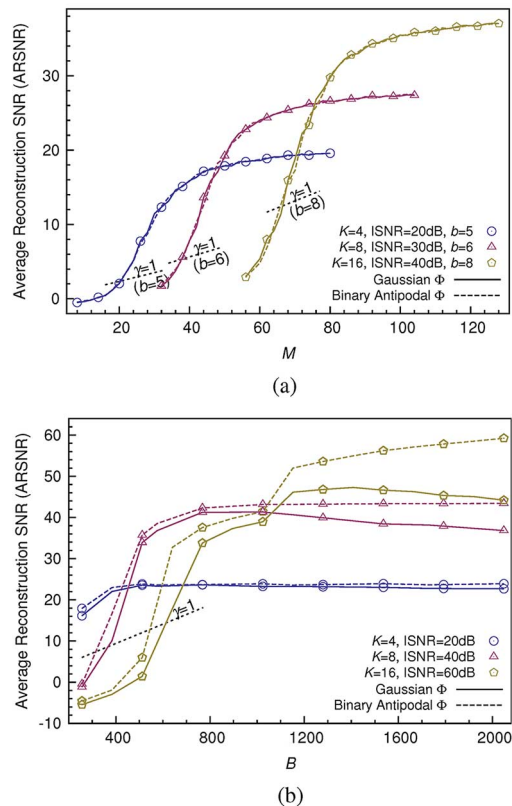 Average Reconstruction SNR (ARSNR)
30
20
10
0
γ=1
(b=5)
γ=1
(b=6)
γ=1
(b=8)
K=4, ISNR=20dB, b=5
K=8, ISNR=30dB, b=6
K=16, ISNR=40dB, b=8
Gaussian Φ
Binary Antipodal Φ
20 40 60 80 100 120
M
(a)
Average Reconstruction SNR (ARSNR)
60
50
40
30
20
10
0
-10
γ=1
K=4, ISNR=20dB
K=8, ISNR=40dB
K=16, ISNR=60dB
Gaussian Φ
Binary Antipodal Φ
400 800 1200 1600 2000
B
(b)